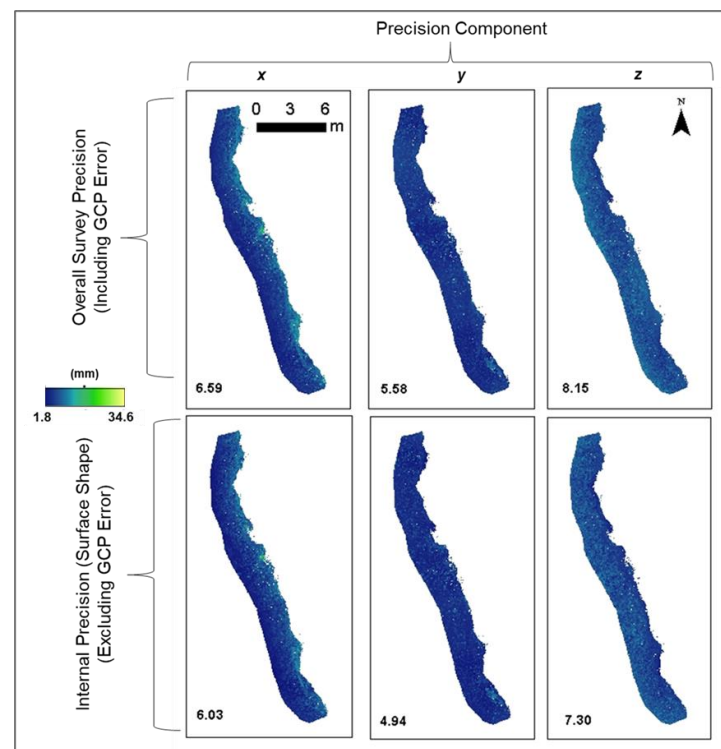 Precision Component
x
y
z
0 3 6
m
N
Overall Survey Precision
(Including GCP Error)
6.59
5.58
8.15
(mm)
1.8
34.6
Internal Precision (Surface Shape)
(Excluding GCP Error)
6.03
4.94
7.30